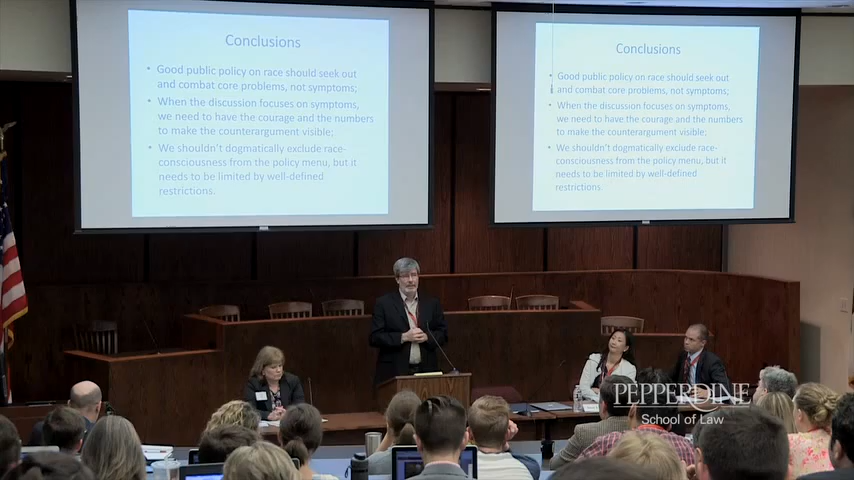 Conclusions
• Good public policy on race should seek out
and combat core problems, not symptoms;
• When the discussion focuses on symptoms,
we need to have the courage and the numbers
to make the counterargument visible;
• We shouldn't dogmatically exclude race-
consciousness from the policy menu, but it
needs to be limited by well-defined
restrictions.
Conclusions
• Good public policy on race should seek out
and combat core problems, not symptoms;
• When the discussion focuses on symptoms,
we need to have the courage and the numbers
to make the counterargument visible;
• We shouldn't dogmatically exclude race-
consciousness from the policy menu, but it
needs to be limited by well-defined
restrictions.
PEPPERDINE
School of Law